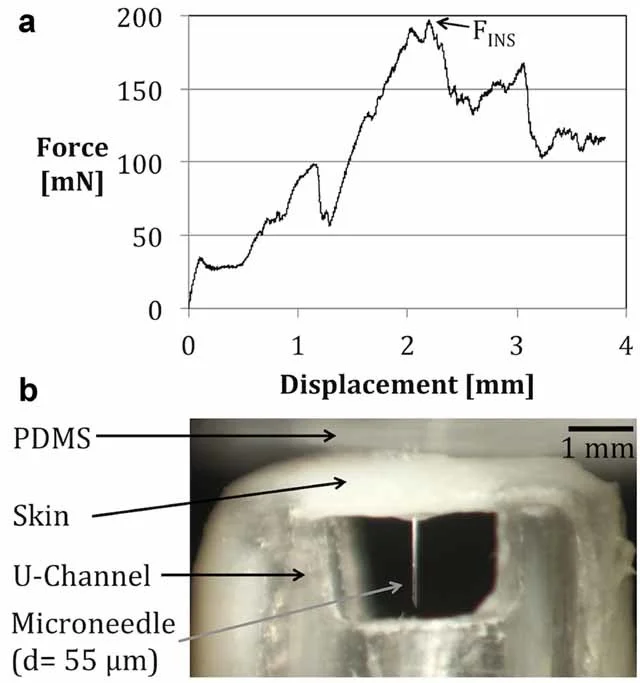 a
200
150
100
50
0
Force
[mN]
F_INS
0 1 2 3 4
Displacement [mm]
b
PDMS
Skin
U-Channel
Microneedle
(d= 55 μm)
1 mm